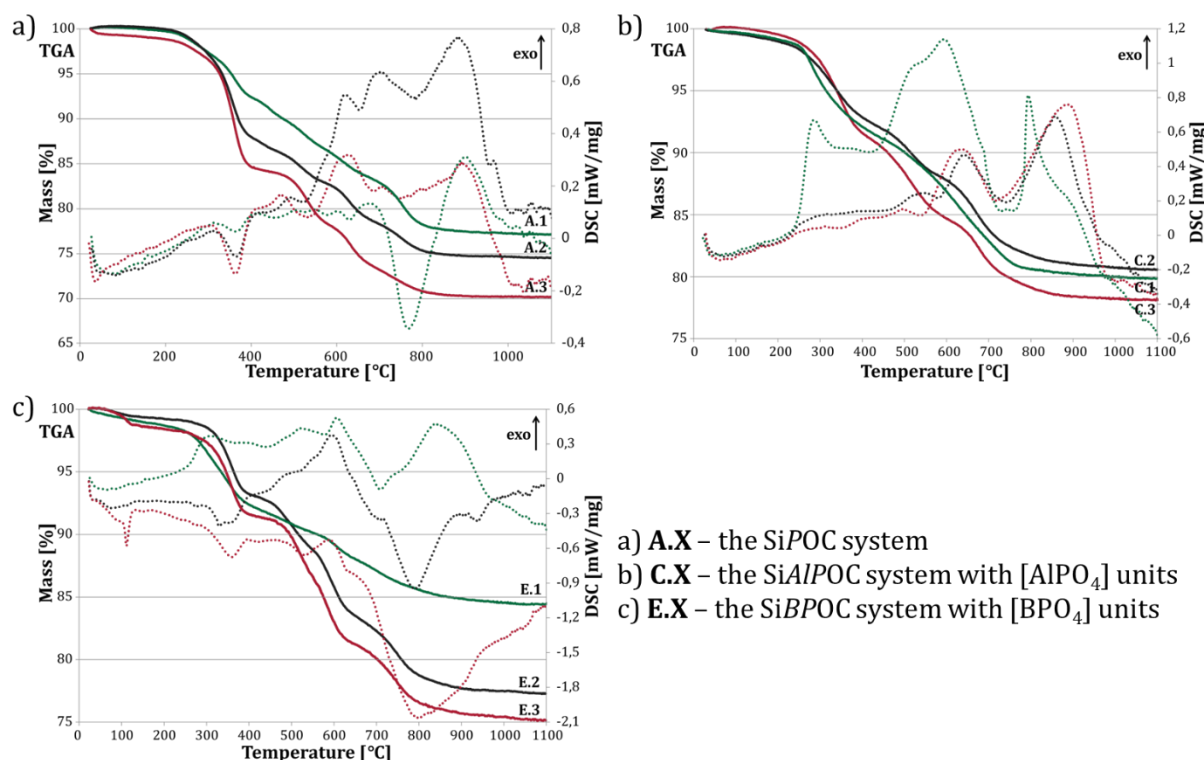 a)
100
TGA
95
90
85
80
75
70
65
Mass [%]
0,8
0,6
0,4
0,2
0
-0,2
-0,4
DSC [mW/mg]
exo
A.1
A.2
A.3
0
200
400
600
800
1000
Temperature [°C]
b)
100
TGA
95
90
85
80
75
Mass [%]
1,2
1
0,8
0,6
0,4
0,2
0
-0,2
-0,4
-0,6
DSC [mW/mg]
exo
C.2
C.1
C.3
0
100
200
300
400
500
600
700
800
900
1000
1100
Temperature [°C]
c)
100
TGA
95
90
85
80
75
Mass [%]
0,6
0,3
0
-0,3
-0,6
-0,9
-1,2
-1,5
-1,8
-2,1
DSC [mW/mg]
exo
E.1
E.2
E.3
0
100
200
300
400
500
600
700
800
900
1000
1100
Temperature [°C]
a) A.X – the SiPOC system
b) C.X – the SiAlPOC system with [AlPO₄] units
c) E.X – the SiBPOC system with [BPO₄] units